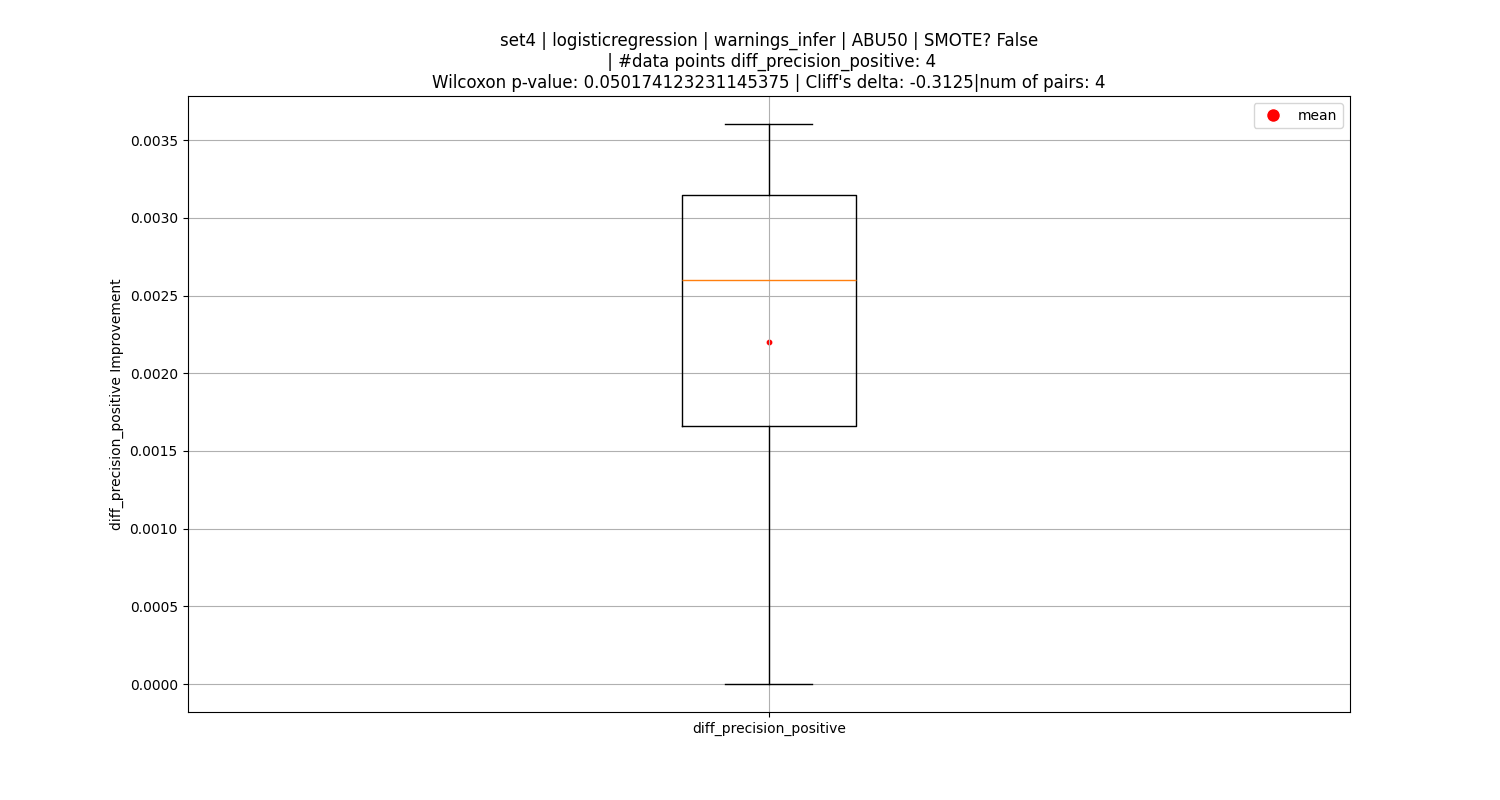 set4 | logisticregression | warnings_infer | ABU50 | SMOTE? False
| #data points diff_precision_positive: 4
Wilcoxon p-value: 0.050174123231145375 | Cliff's delta: -0.3125|num of pairs: 4
mean
diff_precision_positive Improvement
0.0035
0.0030
0.0025
0.0020
0.0015
0.0010
0.0005
0.0000
diff_precision_positive